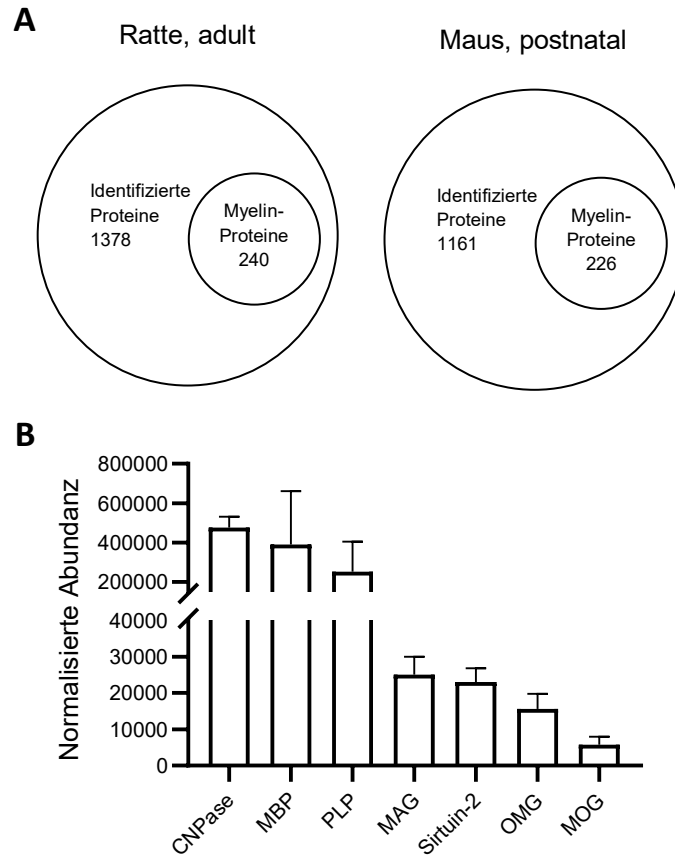 A
Ratte, adult
Maus, postnatal
Identifizierte
Proteine
1378
Myelin-
Proteine
240
Identifizierte
Proteine
1161
Myelin-
Proteine
226
B
Normalisierte Abundanz
800000
600000
400000
200000
40000
30000
20000
10000
0
CNPase
MBP
PLP
MAG
Sirtuin-2
OMG
MOG